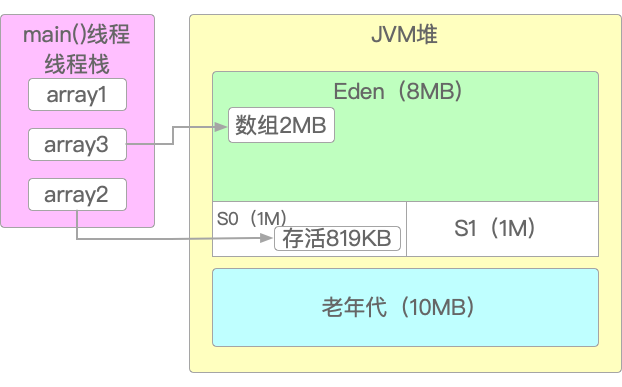 main()线程
线程栈
array1
array3
array2
JVM堆
Eden（8MB）
数组2MB
S0（1M）
存活819KB
S1（1M）
老年代（10MB）